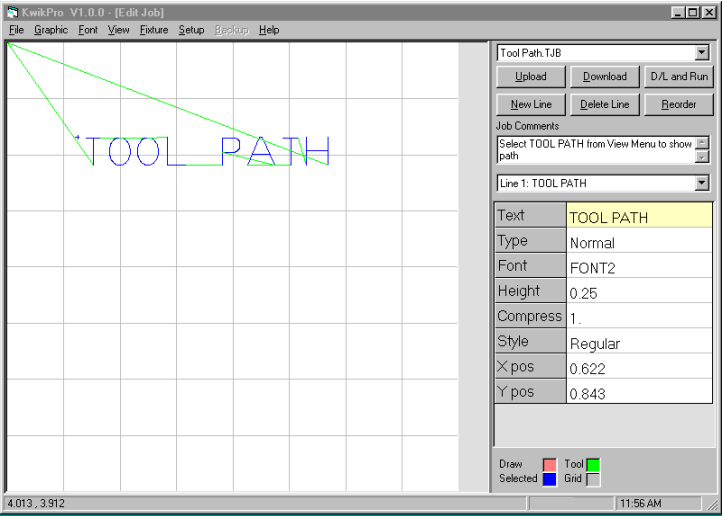 KwikPro V1.0.0 - [Edit Job]
File Graphic Font View Fixture Setup Backup Help
Tool Path.TJB
Upload Download D/L and Run
New Line Delete Line Reorder
Job Comments
Select TOOL PATH from View Menu to show
path
Line 1: TOOL PATH
TOOL PATH
Text TOOL PATH
Type Normal
Font FONT2
Height 0.25
Compress 1.
Style Regular
X pos 0.622
Y pos 0.843
Draw Tool
Selected Grid
4.013 , 3.912 11:56 AM